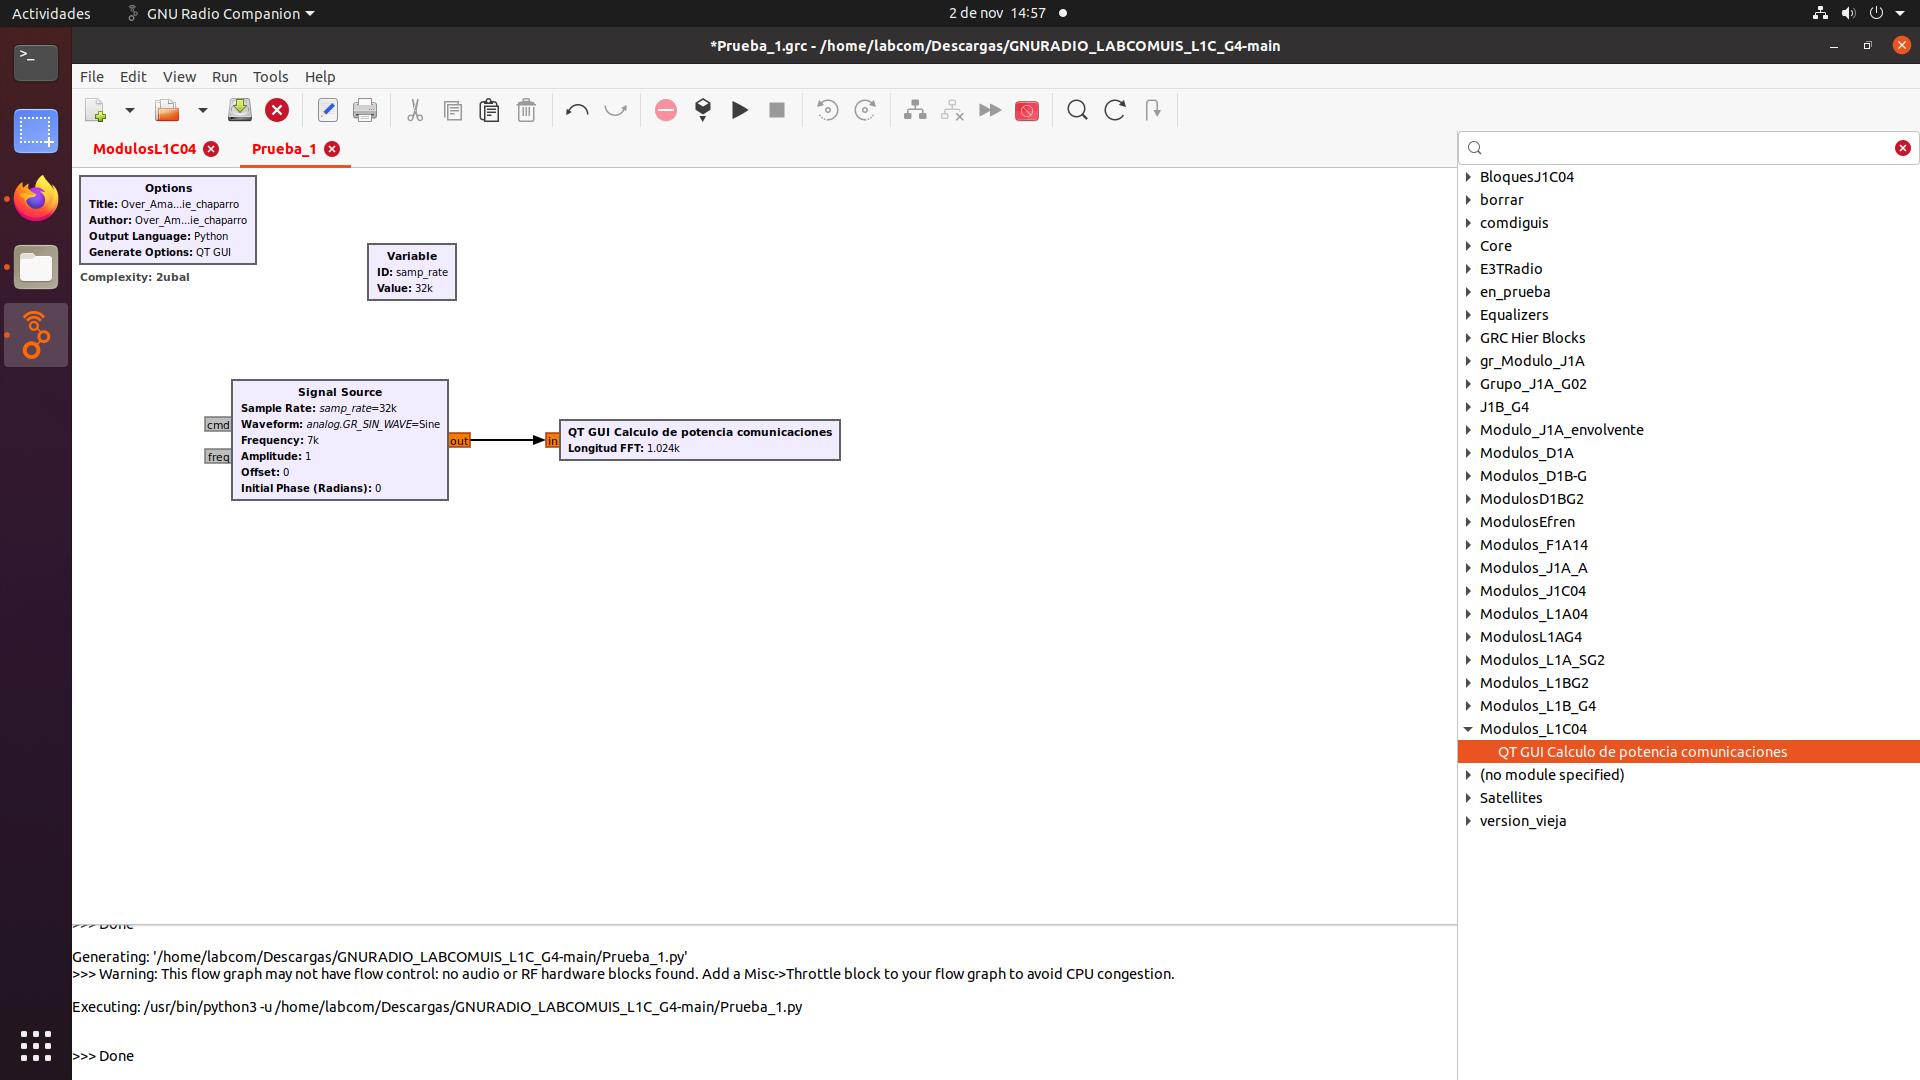 Actividades
GNU Radio Companion
2 de nov 14:57
*Prueba_1.grc - /home/labcom/Descargas/GNURADIO_LABCOMUIS_L1C_G4-main
File Edit View Run Tools Help
ModulosL1C04
Prueba_1
Options
Title: Over_Ama...ie_chaparro
Author: Over_Am...ie_chaparro
Output Language: Python
Generate Options: QT GUI
Complexity: 2ubal
Variable
ID: samp_rate
Value: 32k
Signal Source
Sample Rate: samp_rate=32k
Waveform: analog.GR_SIN_WAVE=Sine
Frequency: 7k
Amplitude: 1
Offset: 0
Initial Phase (Radians): 0
cmd
freq
out
in
QT GUI Calculo de potencia comunicaciones
Longitud FFT: 1.024k
BloquesJ1C04
borrar
comdiguis
Core
E3TRadio
en_prueba
Equalizers
GRC Hier Blocks
gr_Modulo_J1A
Grupo_J1A_G02
J1B_G4
Modulo_J1A_envolvente
Modulos_D1A
Modulos_D1B-G
ModulosD1BG2
ModulosEfren
Modulos_F1A14
Modulos_J1A_A
Modulos_J1C04
Modulos_L1A04
ModulosL1AG4
Modulos_L1A_SG2
Modulos_L1BG2
Modulos_L1B_G4
Modulos_L1C04
QT GUI Calculo de potencia comunicaciones
(no module specified)
Satellites
version_vieja
>>> Done
Generating: '/home/labcom/Descargas/GNURADIO_LABCOMUIS_L1C_G4-main/Prueba_1.py'
>>> Warning: This flow graph may not have flow control: no audio or RF hardware blocks found. Add a Misc->Throttle block to your flow graph to avoid CPU congestion.
Executing: /usr/bin/python3 -u /home/labcom/Descargas/GNURADIO_LABCOMUIS_L1C_G4-main/Prueba_1.py
>>> Done